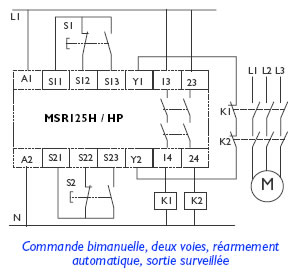 L1
S1
A1 S11 S12 S13 Y1 13 23
L1 L2 L3
MSR125H / HP
K1
K2
A2 S21 S22 S23 Y2 14 24
S2
K1 K2
M
N
Commande bimanuelle, deux voies, réarmement
automatique, sortie surveillée